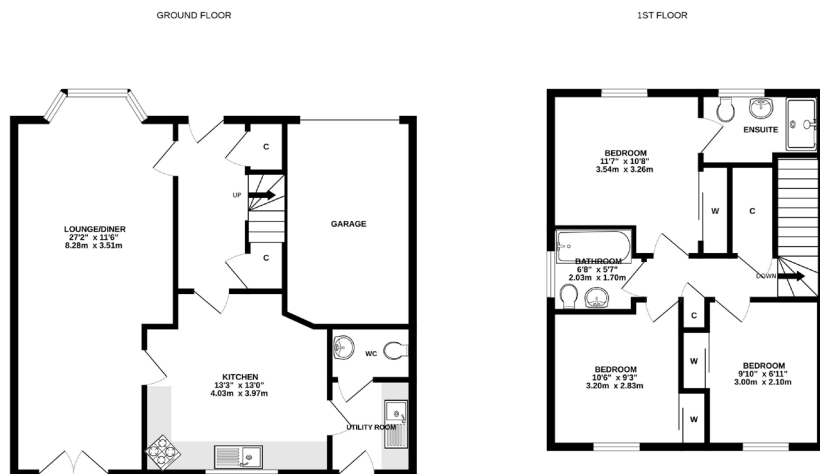 GROUND FLOOR
1ST FLOOR
C
UP
LOUNGE/DINER
27'2" x 11'6"
8.28m x 3.51m
GARAGE
C
KITCHEN
13'3" x 13'0"
4.03m x 3.97m
WC
UTILITY ROOM
ENSUITE
BEDROOM
11'7" x 10'8"
3.54m x 3.26m
W
C
BATHROOM
6'8" x 5'7"
2.03m x 1.70m
DOWN
C
BEDROOM
10'6" x 9'3"
3.20m x 2.83m
W
BEDROOM
9'10" x 6'11"
3.00m x 2.10m
W